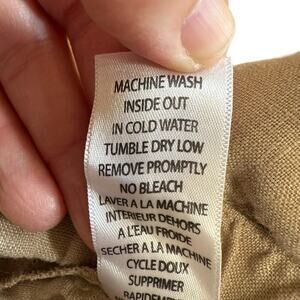 MACHINE WASH
INSIDE OUT
IN COLD WATER
TUMBLE DRY LOW
REMOVE PROMPTLY
NO BLEACH
LAVER A LA MACHINE
INTERIEUR DEHORS
A L'EAU FROIDE
SECHER A LA MACHINE
CYCLE DOUX
SUPPRIMER